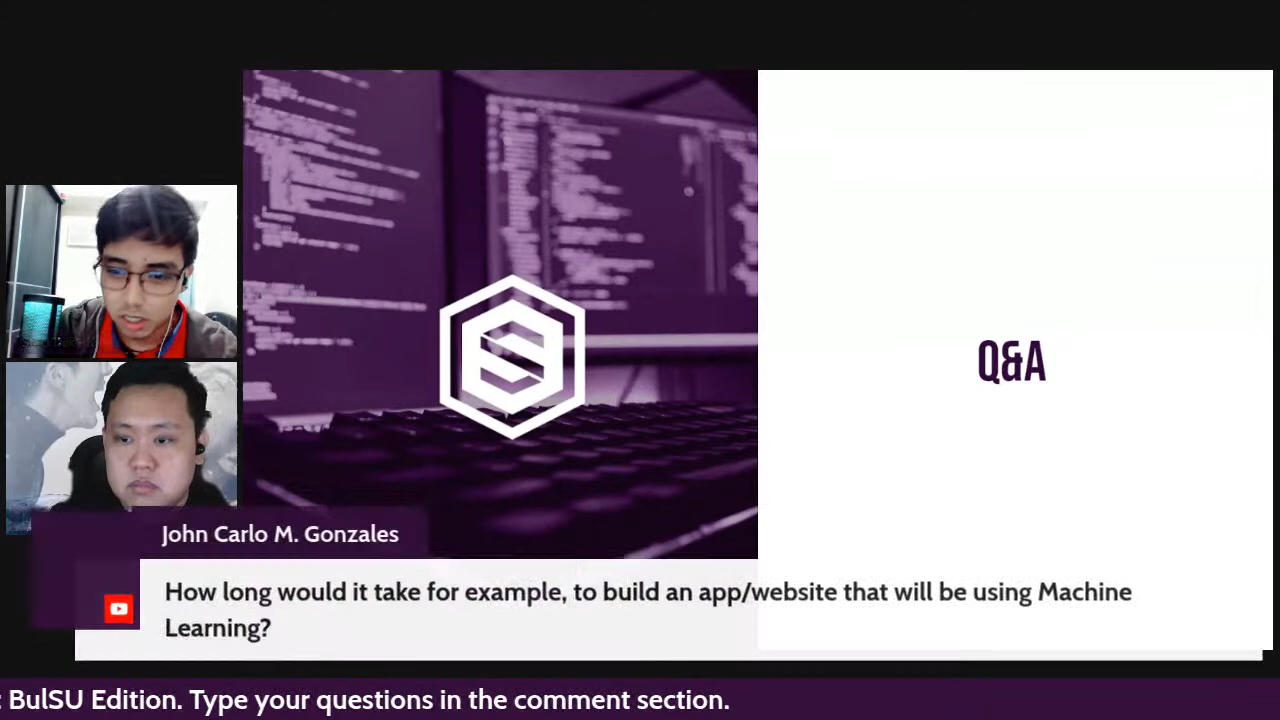 Q&A
John Carlo M. Gonzales
How long would it take for example, to build an app/website that will be using Machine
Learning?
: BulSU Edition. Type your questions in the comment section.